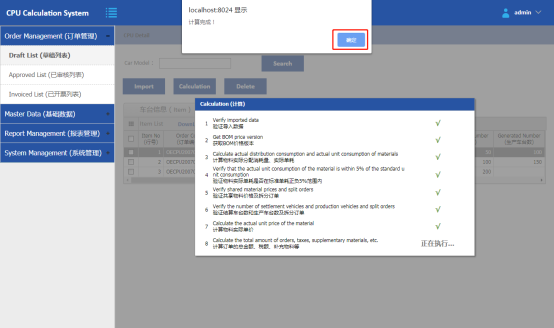 CPU Calculation System
admin
localhost:8024 显示
计算完成！
确定
Order Management (订单管理)
Draft List (草稿列表)
Approved List (已审核列表)
Invoiced List (已开票列表)
Master Data (基础数据)
Report Management (报表管理)
System Management (系统管理)
Car Model :
Search
Import
Calculation
Delete
Item List
Item No
(行号)
Calculation (计数)
1 Verify imported data
验证导入数据
√
2 Get BOM price version
获取BOM价格版本
√
3 Calculate actual distribution consumption and actual unit consumption of materials
计算物料实际分配消耗量、实际单耗
√
4 Verify that the actual unit consumption of the material is within 5% of the standard u
nit consumption
验证物料实际单耗是否在标准单耗正负5%范围内
√
5 Verify shared material prices and split orders
验证共享物料价格及拆分订单
√
6 Verify the number of settlement vehicles and production vehicles and split orders
验证结算车台数和生产车台数及拆分订单
√
7 Calculate the actual unit price of the material
计算物料实际单价
√
8 Calculate the total amount of orders, taxes, supplementary materials, etc.
计算订单的总金额、税额、补充物料等
正在执行...